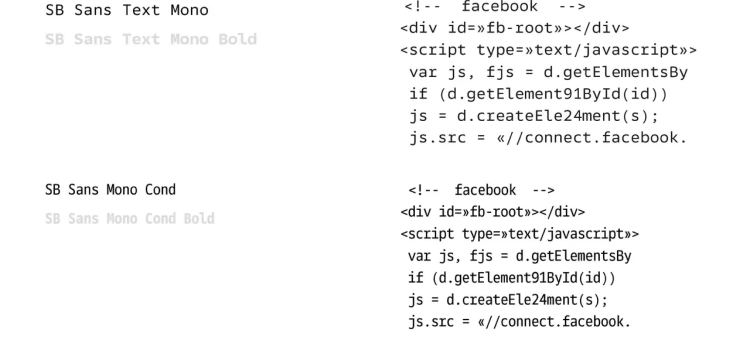 SB Sans Text Mono
SB Sans Text Mono Bold
<!--  facebook  -->
<div id=»fb-root»></div>
<script type=»text/javascript»>
var js, fjs = d.getElementsBy
if (d.getElement91ById(id))
js = d.createEle24ment(s);
js.src = «//connect.facebook.
SB Sans Mono Cond
SB Sans Mono Cond Bold
<!--  facebook  -->
<div id=»fb-root»></div>
<script type=»text/javascript»>
var js, fjs = d.getElementsBy
if (d.getElement91ById(id))
js = d.createEle24ment(s);
js.src = «//connect.facebook.